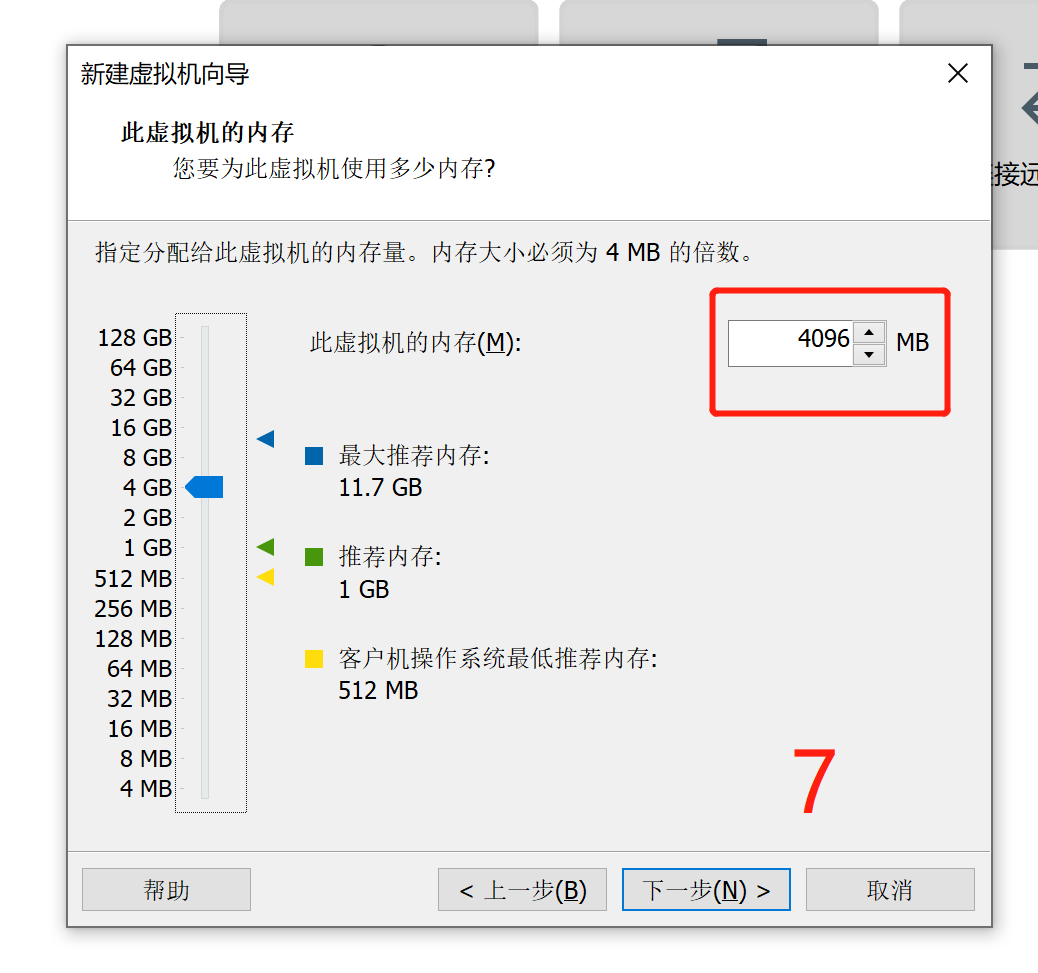 新建虚拟机向导
此虚拟机的内存
您要为此虚拟机使用多少内存?
接远
指定分配给此虚拟机的内存量。内存大小必须为 4 MB 的倍数。
128 GB
64 GB
32 GB
16 GB
8 GB
4 GB
2 GB
1 GB
512 MB
256 MB
128 MB
64 MB
32 MB
16 MB
8 MB
4 MB
此虚拟机的内存(M):
4096 MB
最大推荐内存:
11.7 GB
推荐内存:
1 GB
客户机操作系统最低推荐内存:
512 MB
7
帮助
< 上一步(B)
下一步(N) >
取消